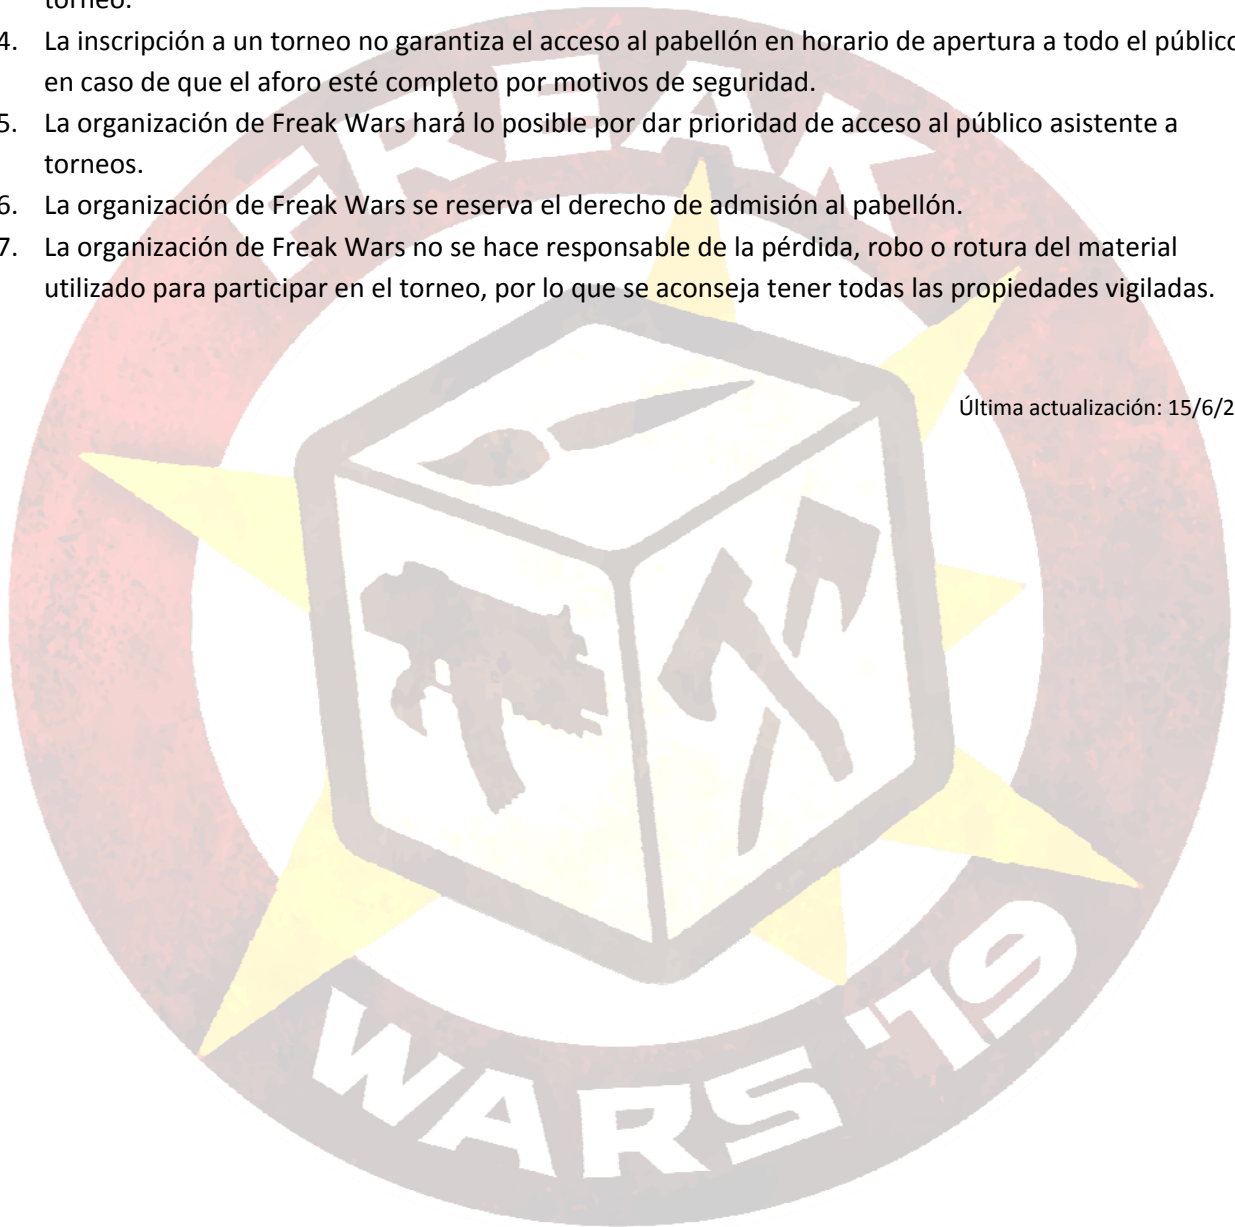 torneo.
4. La inscripción a un torneo no garantiza el acceso al pabellón en horario de apertura a todo el público
en caso de que el aforo esté completo por motivos de seguridad.
5. La organización de Freak Wars hará lo posible por dar prioridad de acceso al público asistente a
torneos.
6. La organización de Freak Wars se reserva el derecho de admisión al pabellón.
7. La organización de Freak Wars no se hace responsable de la pérdida, robo o rotura del material
utilizado para participar en el torneo, por lo que se aconseja tener todas las propiedades vigiladas.
Última actualización: 15/6/2
FREAK
WARS '19